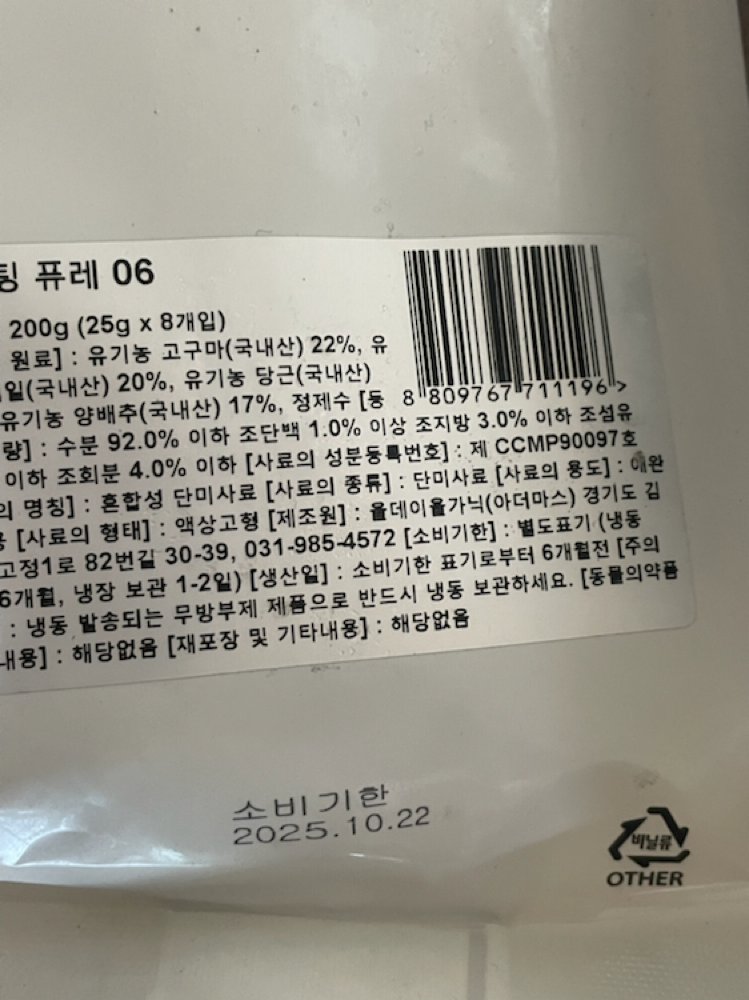 팅 퓨레 06
200g (25g x 8개입)
원료] : 유기농 고구마(국내산) 22%, 유
일(국내산) 20%, 유기농 당근(국내산)
유기농 양배추(국내산) 17%, 정제수 [동
8 809767 711196 >
량] : 수분 92.0% 이하 조단백 1.0% 이상 조지방 3.0% 이하 조섬유
이하 조회분 4.0% 이하 [사료의 성분등록번호] : 제 CCMP90097호
의 명칭] : 혼합성 단미사료 [사료의 종류] : 단미사료 [사료의 용도] : 애완
용 [사료의 형태] : 액상고형 [제조원] : 올데이올가닉(아더마스) 경기도 김
고정1로 82번길 30-39, 031-985-4572 [소비기한] : 별도표기 (냉동
6개월, 냉장 보관 1-2일) [생산일] : 소비기한 표기로부터 6개월전 [주의
: 냉동 발송되는 무방부제 제품으로 반드시 냉동 보관하세요. [동물의약품
내용] : 해당없음 [재포장 및 기타내용] : 해당없음
소비기한
2025.10.22
비닐류
OTHER